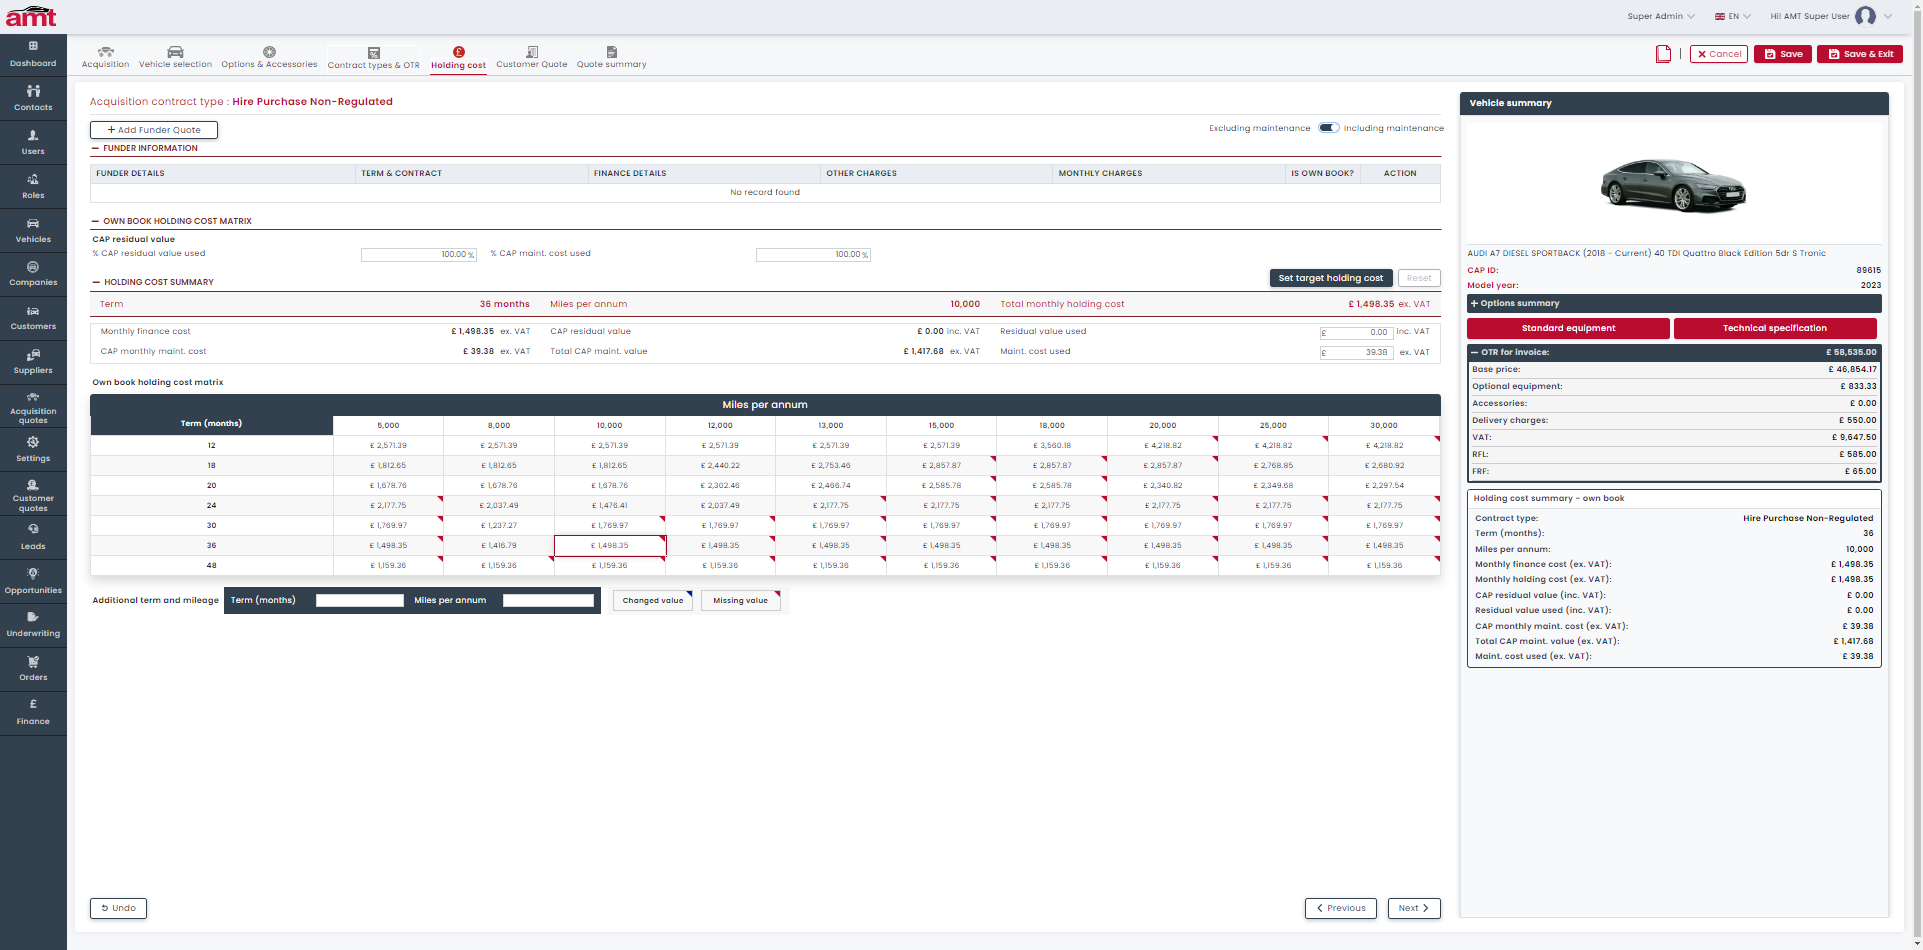 amt
Super Admin
EN
Hi! AMT Super User
Dashboard
Contacts
Users
Roles
Vehicles
Companies
Customers
Suppliers
Acquisition
quotes
Settings
Customer
quotes
Leads
Opportunities
Underwriting
Orders
£
Finance
Acquisition
Vehicle selection
Options & Accessories
Contract types & OTR
Holding cost
Customer Quote
Quote summary
Cancel
Save
Save & Exit
Acquisition contract type : Hire Purchase Non-Regulated
+ Add Funder Quote
Excluding maintenance
Including maintenance
— FUNDER INFORMATION
FUNDER DETAILS TERM & CONTRACT FINANCE DETAILS OTHER CHARGES MONTHLY CHARGES IS OWN BOOK? ACTION
No record found
— OWN BOOK HOLDING COST MATRIX
CAP residual value
% CAP residual value used 100.00 % % CAP maint. cost used 100.00 %
— HOLDING COST SUMMARY
Set target holding cost
Reset
Term 36 months Miles per annum 10,000 Total monthly holding cost £ 1,498.35 ex. VAT
Monthly finance cost £ 1,498.35 ex. VAT CAP residual value £ 0.00 inc. VAT Residual value used £ 0.00 inc. VAT
CAP monthly maint. cost £ 39.38 ex. VAT Total CAP maint. value £ 1,417.68 ex. VAT Maint. cost used £ 39.38 ex. VAT
Own book holding cost matrix
Miles per annum
Term (months) 5,000 8,000 10,000 12,000 13,000 15,000 18,000 20,000 25,000 30,000
12 £ 2,571.39 £ 2,571.39 £ 2,571.39 £ 2,571.39 £ 2,571.39 £ 2,571.39 £ 3,560.18 £ 4,218.82 £ 4,218.82 £ 4,218.82
18 £ 1,812.65 £ 1,812.65 £ 1,812.65 £ 2,440.22 £ 2,753.46 £ 2,857.87 £ 2,857.87 £ 2,857.87 £ 2,768.85 £ 2,680.92
20 £ 1,678.76 £ 1,678.76 £ 1,678.76 £ 2,302.46 £ 2,466.74 £ 2,585.78 £ 2,585.78 £ 2,340.82 £ 2,349.68 £ 2,297.54
24 £ 2,177.75 £ 2,037.49 £ 1,476.41 £ 2,037.49 £ 2,177.75 £ 2,177.75 £ 2,177.75 £ 2,177.75 £ 2,177.75 £ 2,177.75
30 £ 1,769.97 £ 1,237.27 £ 1,769.97 £ 1,769.97 £ 1,769.97 £ 1,769.97 £ 1,769.97 £ 1,769.97 £ 1,769.97 £ 1,769.97
36 £ 1,498.35 £ 1,416.79 £ 1,498.35 £ 1,498.35 £ 1,498.35 £ 1,498.35 £ 1,498.35 £ 1,498.35 £ 1,498.35 £ 1,498.35
48 £ 1,159.36 £ 1,159.36 £ 1,159.36 £ 1,159.36 £ 1,159.36 £ 1,159.36 £ 1,159.36 £ 1,159.36 £ 1,159.36 £ 1,159.36
Additional term and mileage Term (months) Miles per annum Changed value Missing value
Undo
Previous
Next
Vehicle summary
AUDI A7 DIESEL SPORTBACK (2018 - Current) 40 TDI Quattro Black Edition 5dr S Tronic
CAP ID: 89615
Model year: 2023
+ Options summary
Standard equipment
Technical specification
— OTR for invoice: £ 58,535.00
Base price: £ 46,854.17
Optional equipment: £ 833.33
Accessories: £ 0.00
Delivery charges: £ 550.00
VAT: £ 9,647.50
RFL: £ 585.00
FRF: £ 65.00
Holding cost summary - own book
Contract type: Hire Purchase Non-Regulated
Term (months): 36
Miles per annum: 10,000
Monthly finance cost (ex. VAT): £ 1,498.35
Monthly holding cost (ex. VAT): £ 1,498.35
CAP residual value (inc. VAT): £ 0.00
Residual value used (inc. VAT): £ 0.00
CAP monthly maint. cost (ex. VAT): £ 39.38
Total CAP maint. value (ex. VAT): £ 1,417.68
Maint. cost used (ex. VAT): £ 39.38